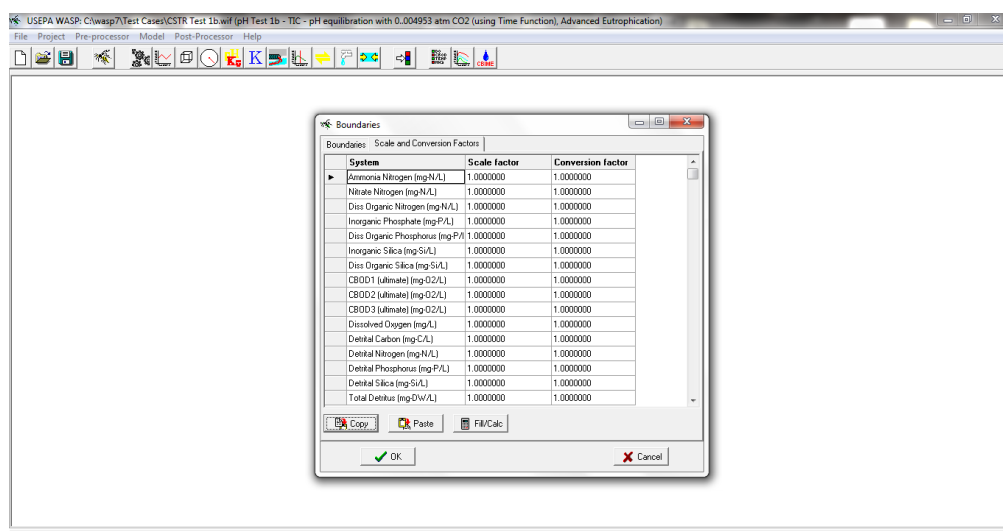 USEPA WASP: C:\wasp7\Test Cases\CSTR Test 1b.wif (pH Test 1b - TIC - pH equilibration with 0..004953 atm CO2 (using Time Function), Advanced Eutrophication)
File Project Pre-processor Model Post-Processor Help
Boundaries
Boundaries Scale and Conversion Factors
System Scale factor Conversion factor
Ammonia Nitrogen (mg-N/L) 1.0000000 1.0000000
Nitrate Nitrogen (mg-N/L) 1.0000000 1.0000000
Diss Organic Nitrogen (mg-N/L) 1.0000000 1.0000000
Inorganic Phosphate (mg-P/L) 1.0000000 1.0000000
Diss Organic Phosphorus (mg-P/l 1.0000000 1.0000000
Inorganic Silica (mg-Si/L) 1.0000000 1.0000000
Diss Organic Silica (mg-Si/L) 1.0000000 1.0000000
CBOD1 (ultimate) (mg-O2/L) 1.0000000 1.0000000
CBOD2 (ultimate) (mg-O2/L) 1.0000000 1.0000000
CBOD3 (ultimate) (mg-O2/L) 1.0000000 1.0000000
Dissolved Oxygen (mg/L) 1.0000000 1.0000000
Detrital Carbon (mg-C/L) 1.0000000 1.0000000
Detrital Nitrogen (mg-N/L) 1.0000000 1.0000000
Detrital Phosphorus (mg-P/L) 1.0000000 1.0000000
Detrital Silica (mg-Si/L) 1.0000000 1.0000000
Total Detritus (mg-DW/L) 1.0000000 1.0000000
Copy Paste Fill/Calc
OK Cancel